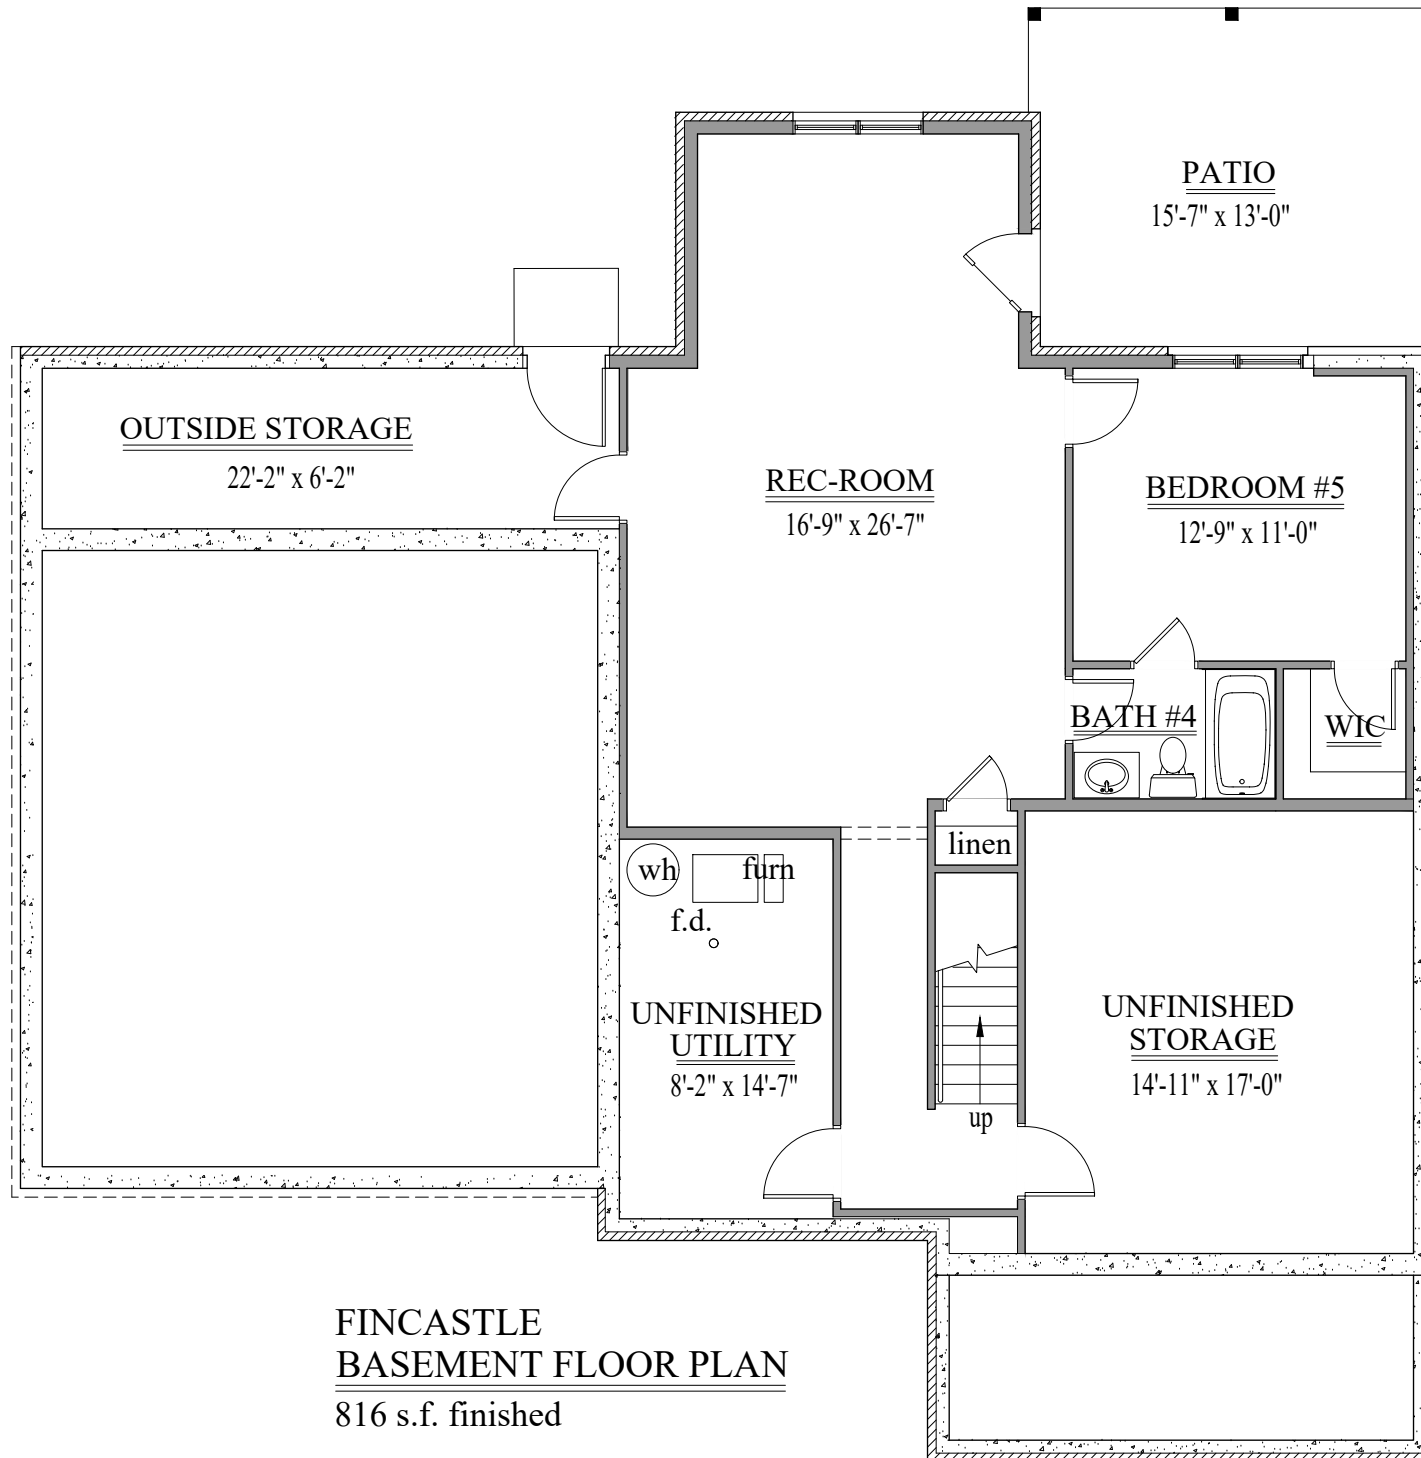 PATIO
15'-7" x 13'-0"
OUTSIDE STORAGE
22'-2" x 6'-2"
REC-ROOM
16'-9" x 26'-7"
BEDROOM #5
12'-9" x 11'-0"
BATH #4
WIC
linen
wh
furn
f.d.
UNFINISHED
UTILITY
8'-2" x 14'-7"
up
UNFINISHED
STORAGE
14'-11" x 17'-0"
FINCASTLE
BASEMENT FLOOR PLAN
816 s.f. finished